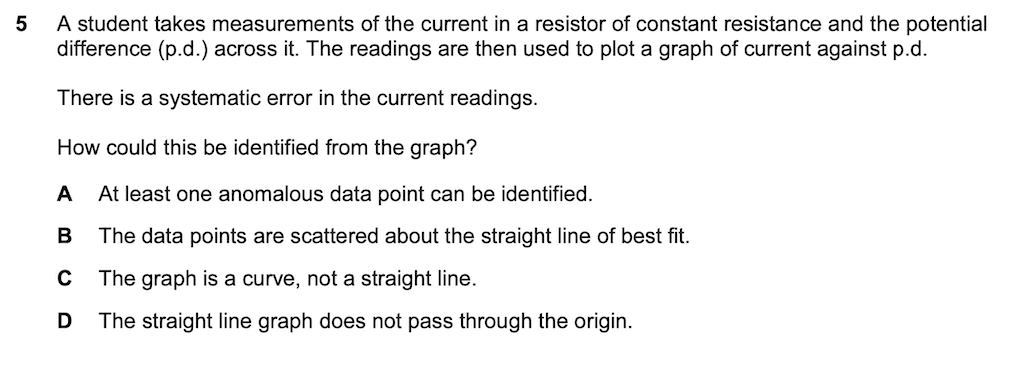 5 A student takes measurements of the current in a resistor of constant resistance and the potential
difference (p.d.) across it. The readings are then used to plot a graph of current against p.d.
There is a systematic error in the current readings.
How could this be identified from the graph?
A At least one anomalous data point can be identified.
B The data points are scattered about the straight line of best fit.
C The graph is a curve, not a straight line.
D The straight line graph does not pass through the origin.